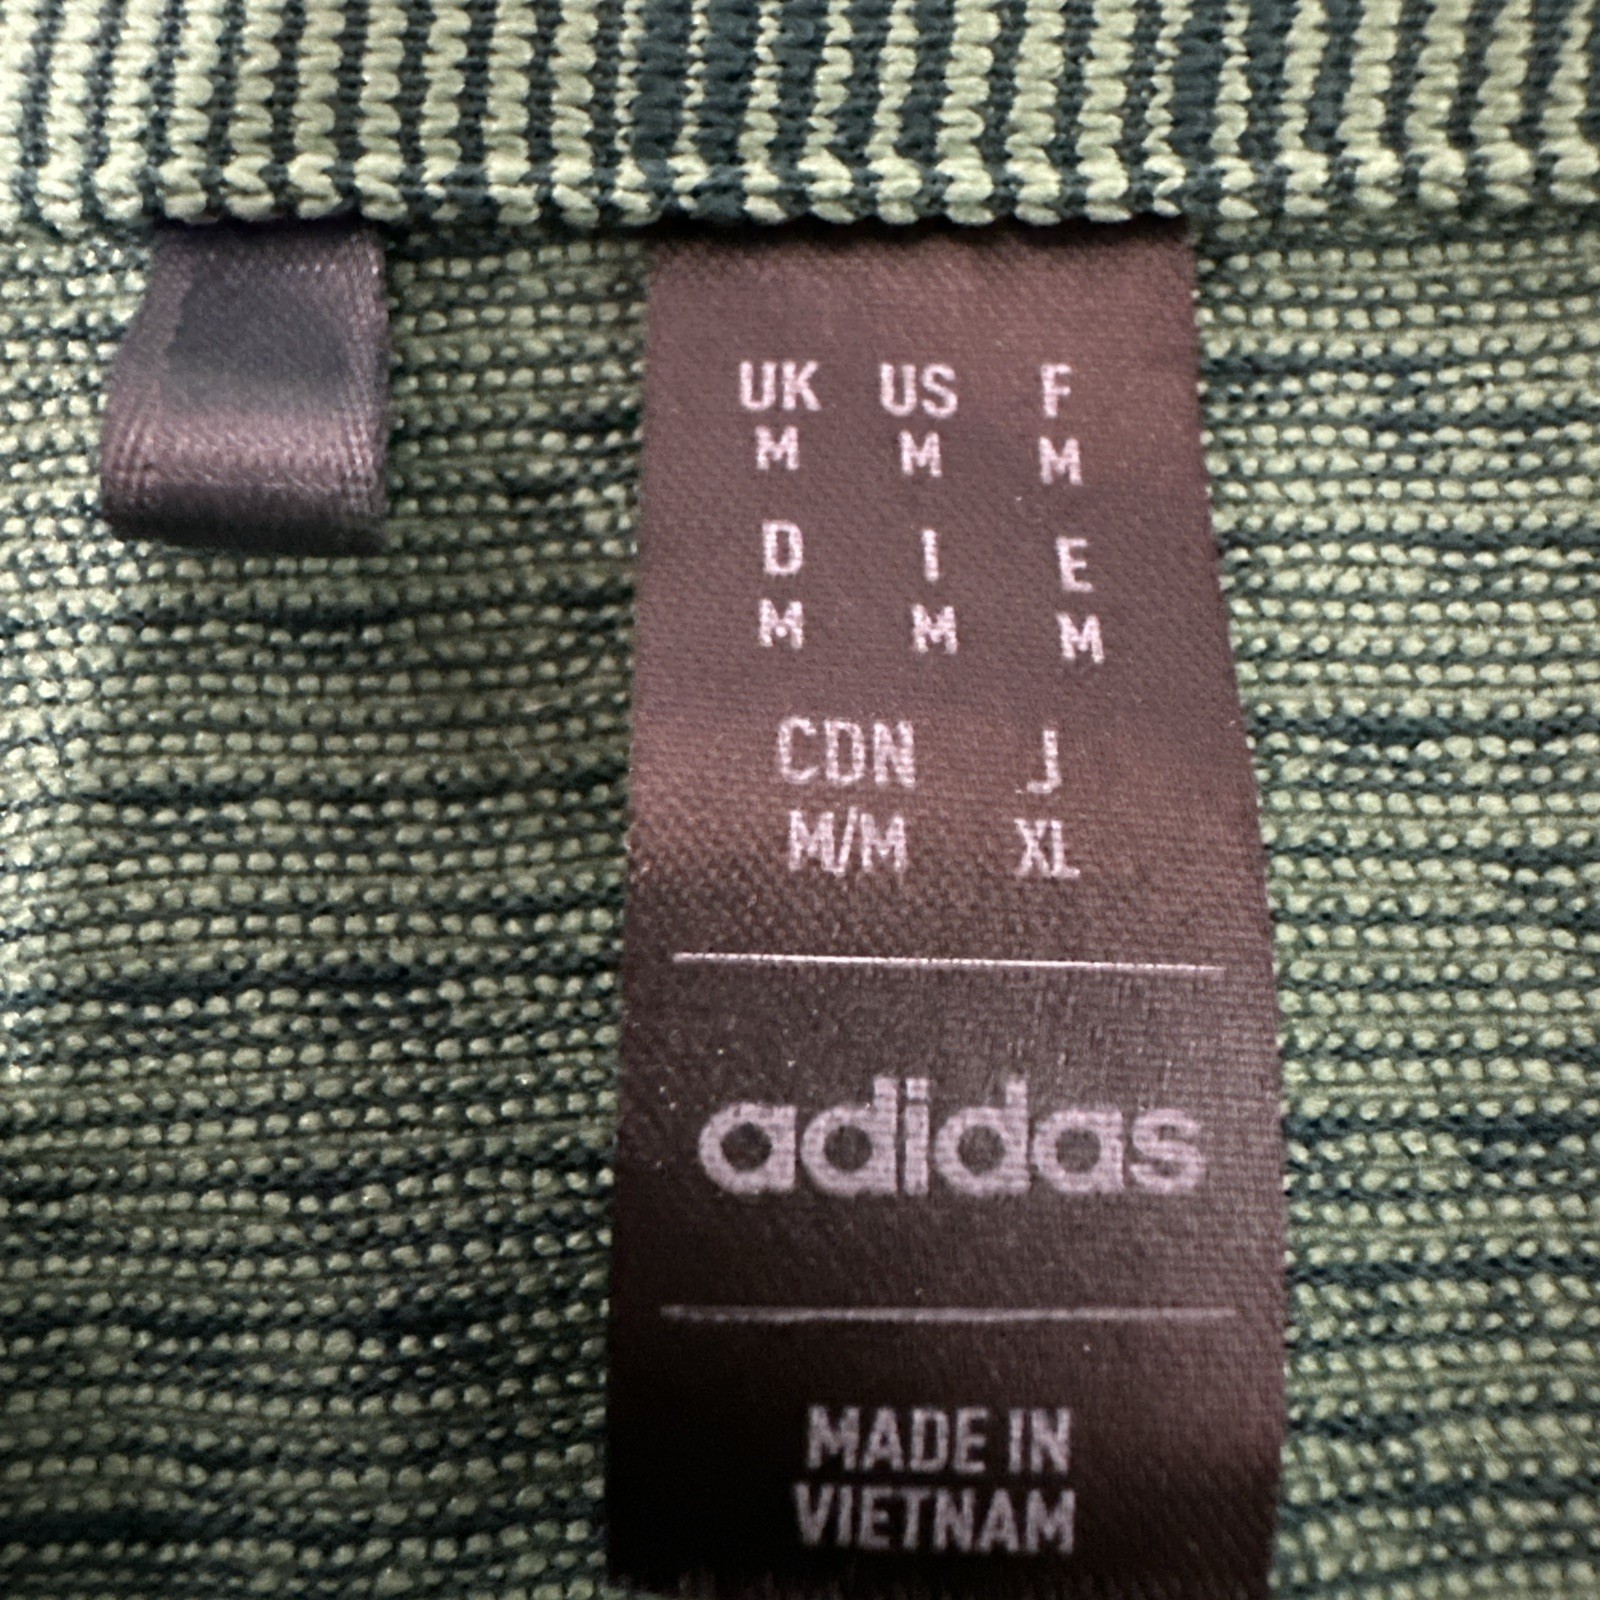 UK US F
M M M
D I E
M M M
CDN J
M/M XL
adidas
MADE IN
VIETNAM